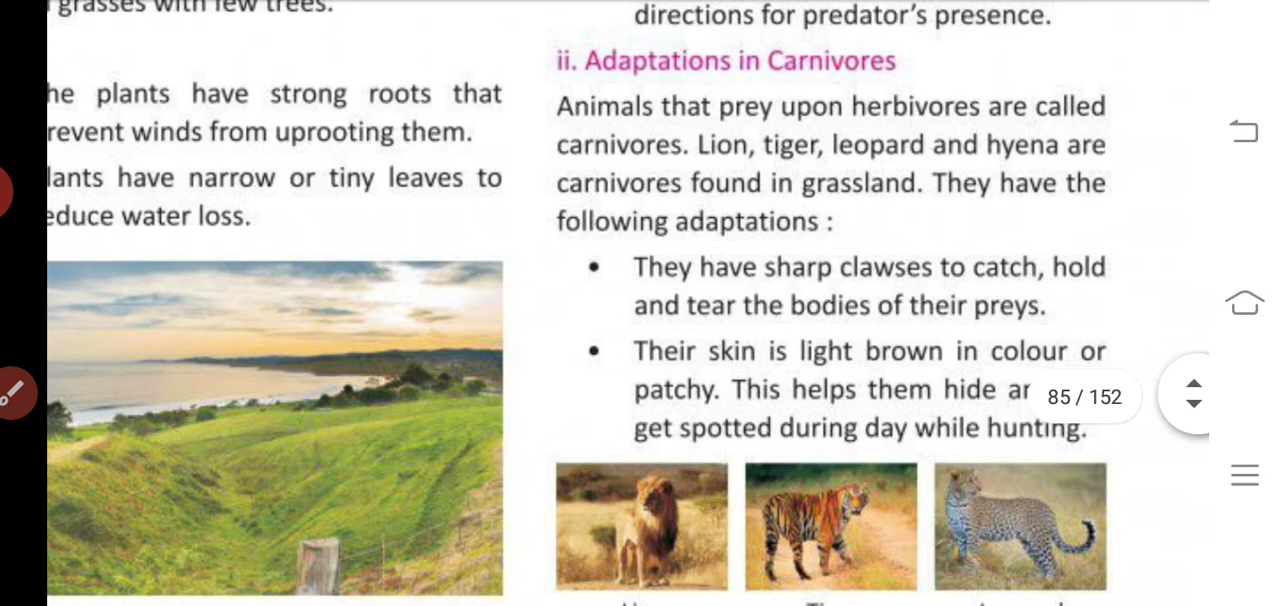 grasses with few trees.
he plants have strong roots that
revent winds from uprooting them.
lants have narrow or tiny leaves to
educe water loss.
directions for predator's presence.
ii. Adaptations in Carnivores
Animals that prey upon herbivores are called
carnivores. Lion, tiger, leopard and hyena are
carnivores found in grassland. They have the
following adaptations :
• They have sharp clawses to catch, hold
and tear the bodies of their preys.
• Their skin is light brown in colour or
patchy. This helps them hide ar
get spotted during day while hunting.
85 / 152